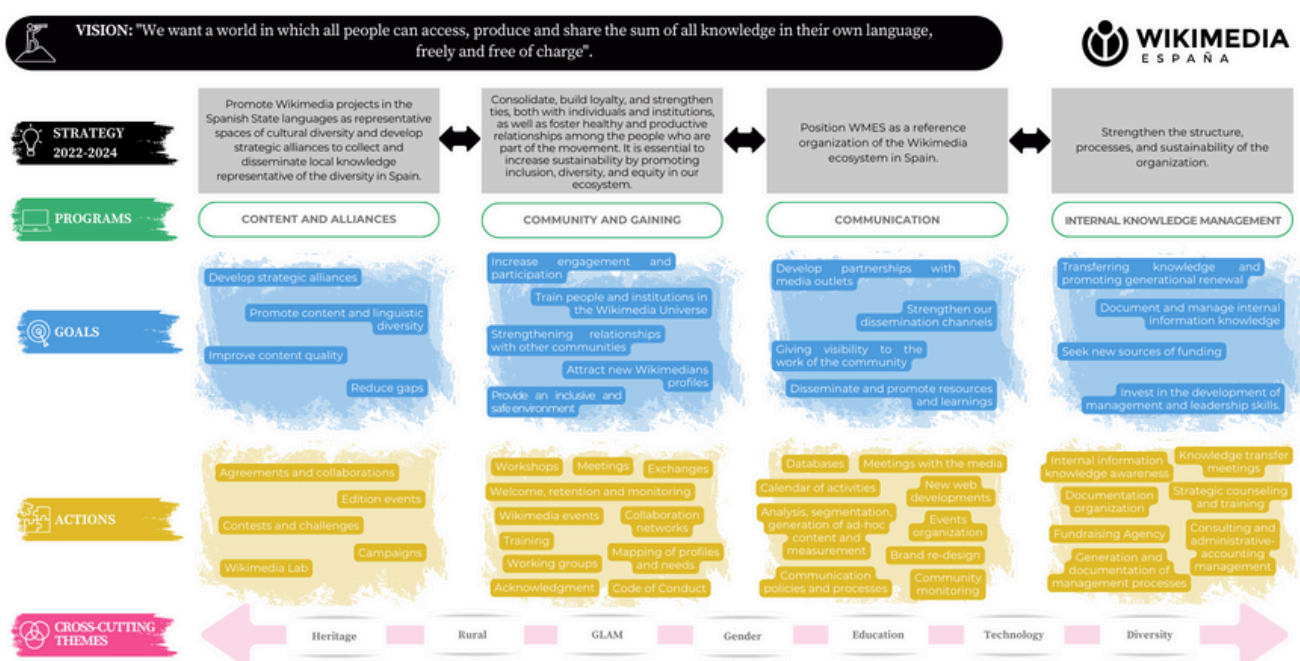 VISION: "We want a world in which all people can access, produce and share the sum of all knowledge in their own language,
freely and free of charge".
WIKIMEDIA
ESPAÑA
STRATEGY
2022-2024
Promote Wikimedia projects in the
Spanish State languages as representative
spaces of cultural diversity and develop
strategic alliances to collect and
disseminate local knowledge
representative of the diversity in Spain.
Consolidate, build loyalty, and strengthen
ties, both with individuals and institutions,
as well as foster healthy and productive
relationships among the people who are
part of the movement. It is essential to
increase sustainability by promoting
inclusion, diversity, and equity in our
ecosystem.
Position WMES as a reference
organization of the Wikimedia
ecosystem in Spain.
Strengthen the structure,
processes, and sustainability of the
organization.
PROGRAMS
CONTENT AND ALLIANCES
COMMUNITY AND GAINING
COMMUNICATION
INTERNAL KNOWLEDGE MANAGEMENT
GOALS
Develop strategic alliances
Promote content and linguistic
diversity
Improve content quality
Reduce gaps
Increase engagement and
participation
Train people and institutions in
the Wikimedia Universe
Strengthening relationships
with other communities
Attract new Wikimedians
profiles
Provide an inclusive and
safe environment
Develop partnerships with
media outlets
Strengthen our
dissemination channels
Giving visibility to the
work of the community
Disseminate and promote resources
and learnings
Transferring knowledge and
promoting generational renewal
Document and manage internal
information knowledge
Seek new sources of funding
Invest in the development of
management and leadership skills.
ACTIONS
Agreements and collaborations
Edition events
Contests and challenges
Campaigns
Wikimedia Lab
Workshops
Meetings
Exchanges
Welcome, retention and monitoring
Wikimedia events
Collaboration
networks
Training
Mapping of profiles
and needs
Working groups
Acknowledgment
Code of Conduct
Databases
Meetings with the media
Calendar of activities
New web
developments
Analysis, segmentation,
generation of ad-hoc
content and
measurement
Events
organization
Brand re-design
Communication
policies and processes
Community
monitoring
Internal information
knowledge awareness
Knowledge transfer
meetings
Documentation
organization
Strategic counseling
and training
Fundraising Agency
Consulting and
administrative-
accounting
management
Generation and
documentation of
management processes
CROSS-CUTTING
THEMES
Heritage
Rural
GLAM
Gender
Education
Technology
Diversity